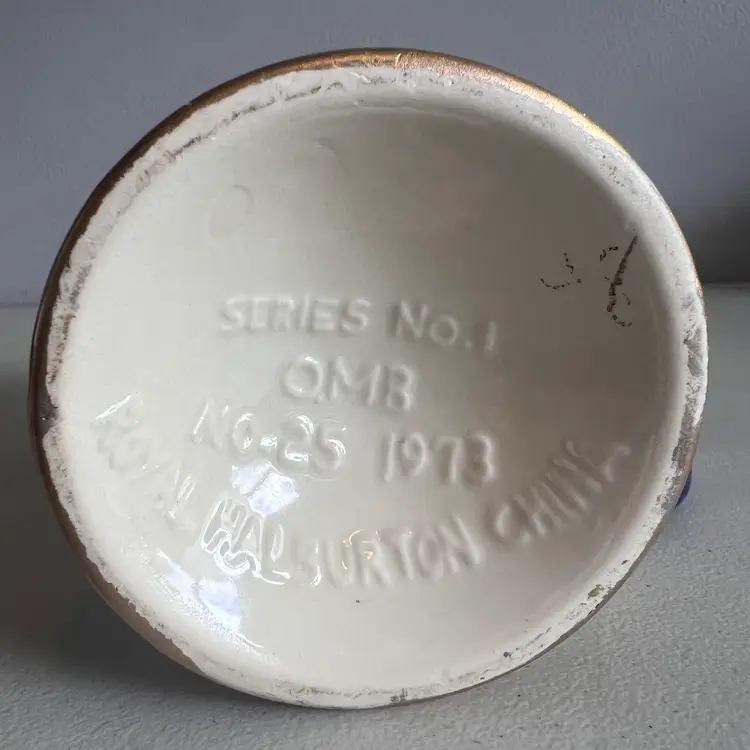 SERIES NO. 1
QMB
NO. 25 1973
ROYAL HALBURTON CHINA